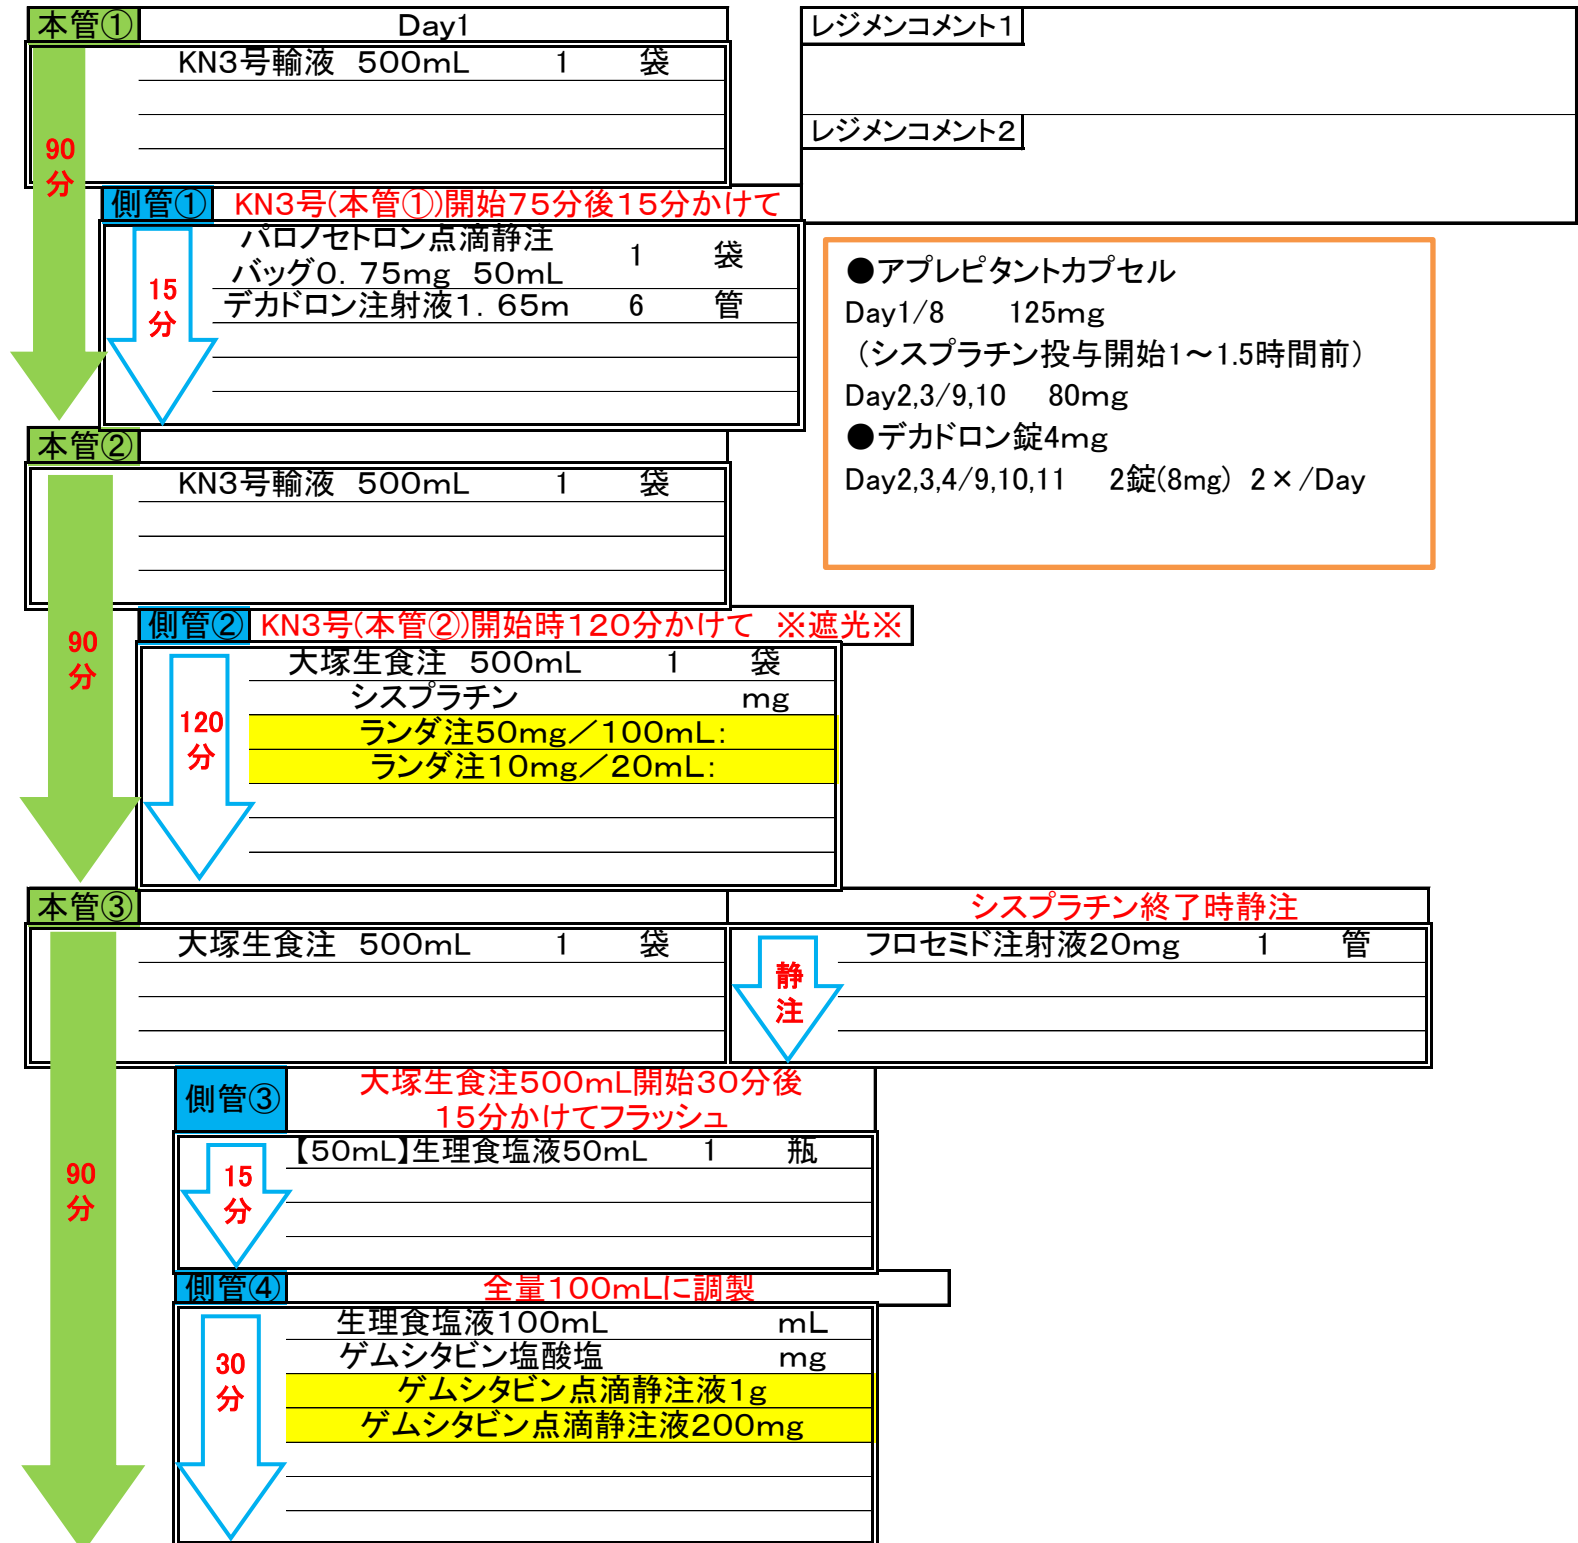 本管① Day1
KN3号輸液 500mL 1 袋
90
分
レジメンコメント1
レジメンコメント2
側管① KN3号(本管①)開始75分後15分かけて
パロノセトロン点滴静注
バッグ0.75mg 50mL 1 袋
デカドロン注射液1.65m 6 管
15
分
●アプレピタントカプセル
Day1/8 125mg
(シスプラチン投与開始1～1.5時間前)
Day2,3/9,10 80mg
●デカドロン錠4mg
Day2,3,4/9,10,11 2錠(8mg) 2×/Day
本管②
KN3号輸液 500mL 1 袋
90
分
側管② KN3号(本管②)開始時120分かけて ※遮光※
大塚生食注 500mL 1 袋
シスプラチン mg
ランダ注50mg／100mL:
ランダ注10mg／20mL:
120
分
本管③ シスプラチン終了時静注
大塚生食注 500mL 1 袋
フロセミド注射液20mg 1 管
静
注
90
分
側管③ 大塚生食注500mL開始30分後
15分かけてフラッシュ
【50mL】生理食塩液50mL 1 瓶
15
分
側管④ 全量100mLに調製
生理食塩液100mL mL
ゲムシタビン塩酸塩 mg
ゲムシタビン点滴静注液1g
ゲムシタビン点滴静注液200mg
30
分